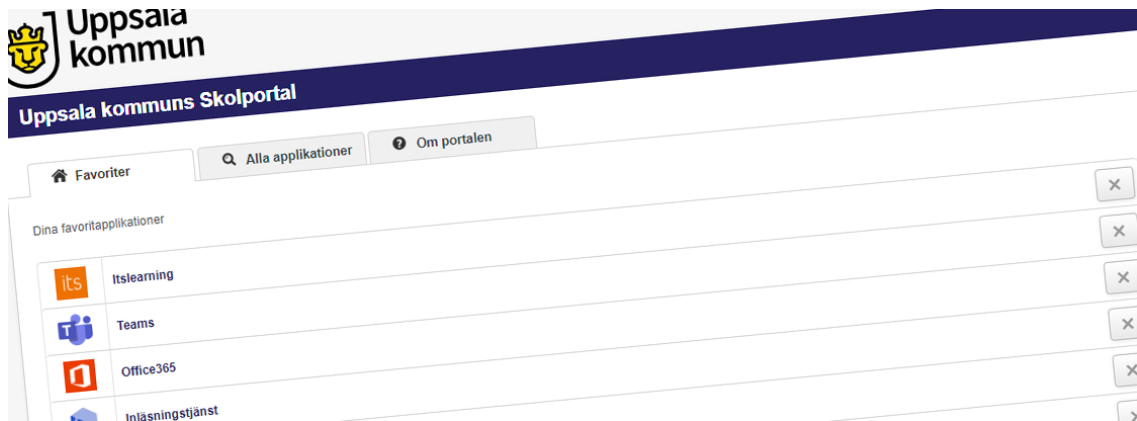 Uppsala
kommun
Uppsala kommuns Skolportal
Favoriter
Alla applikationer
Om portalen
Dina favoritapplikationer
its
Itslearning
T
Teams
Office365
Inläsningstjänst